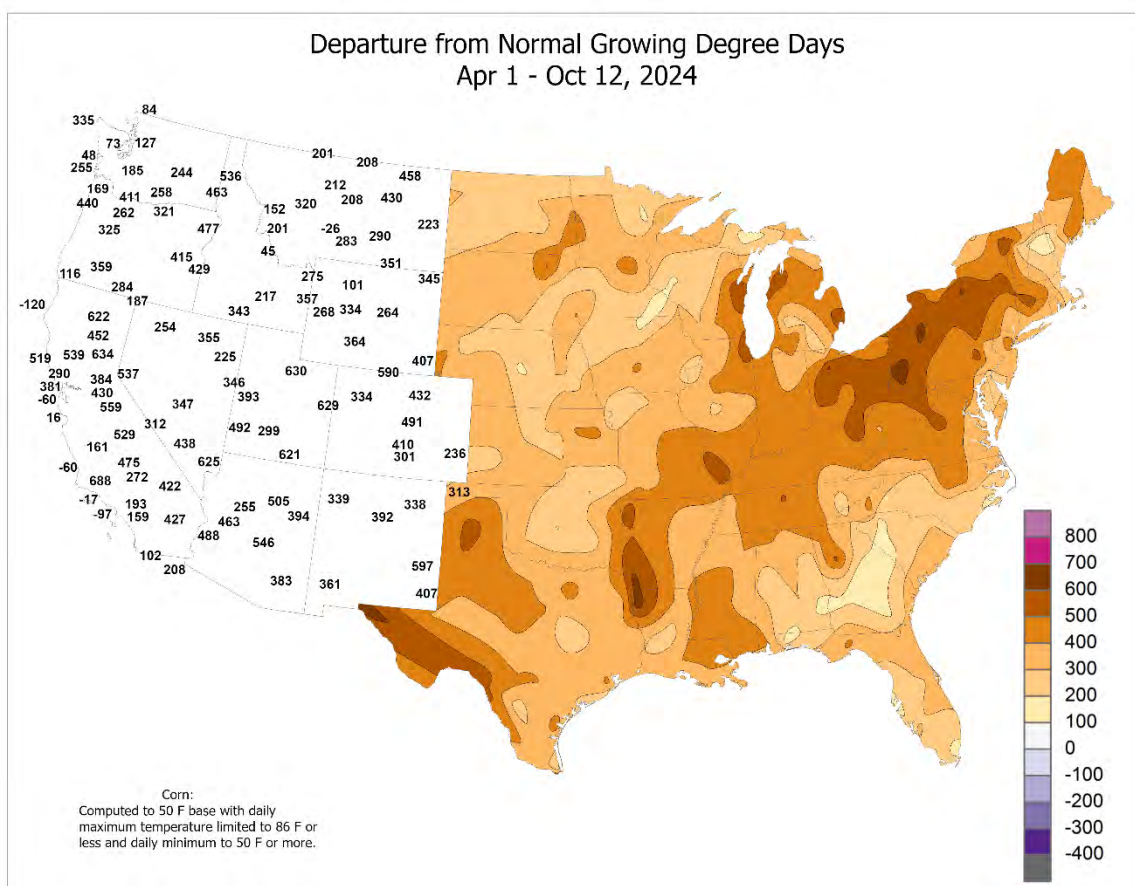 Departure from Normal Growing Degree Days
Apr 1 - Oct 12, 2024
84
335
73 127
48
255 185 244 536
201 208 458
169 411 258 463
440 262 321
325
212
152 320 208 430
201 -26 223
45 283 290
477
415
429
351
116 359
284
187
-120
275 101 345
217 357
343 268 334 264
622
452 254 355 364
519 539 634 225
290 537 630 590 407
381 384 346
-60 430 393 629 334 432
16 559 347
312 492 299 491
529 438 410
161 301 236
-60 475 625 621
688 272 422
-17 193
-97 159 427
102
208
313
255 505 339 338
463 394 392
488
546
383 361
597
407
800
700
600
500
400
300
200
100
0
-100
-200
-300
-400
Corn:
Computed to 50 F base with daily
maximum temperature limited to 86 F or
less and daily minimum to 50 F or more.